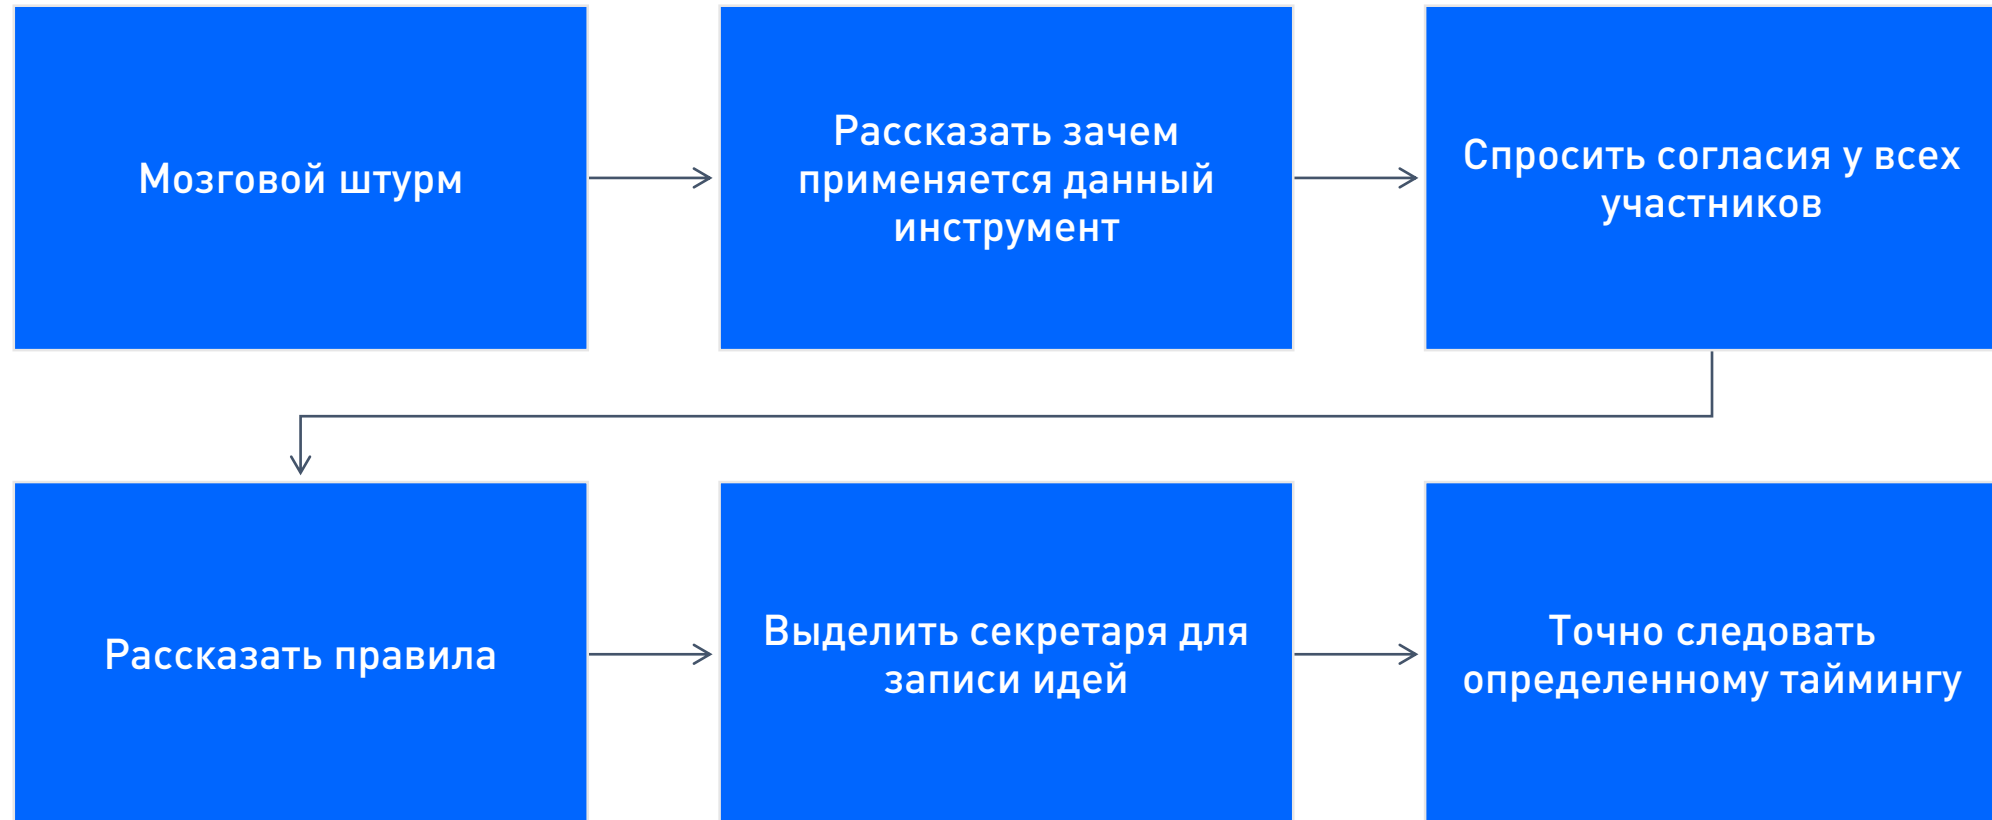 Мозговой штурм
Рассказать зачем
применяется данный
инструмент
Спросить согласия у всех
участников
Рассказать правила
Выделить секретаря для
записи идей
Точно следовать
определенному таймингу